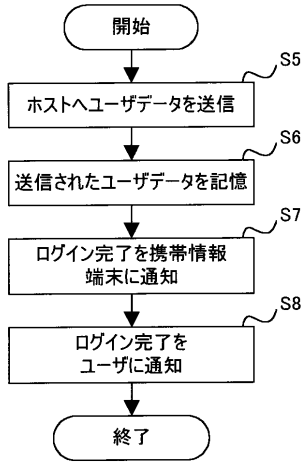 開始
S5
ホストへユーザデータを送信
S6
送信されたユーザデータを記憶
S7
ログイン完了を携帯情報
端末に通知
S8
ログイン完了を
ユーザに通知
終了